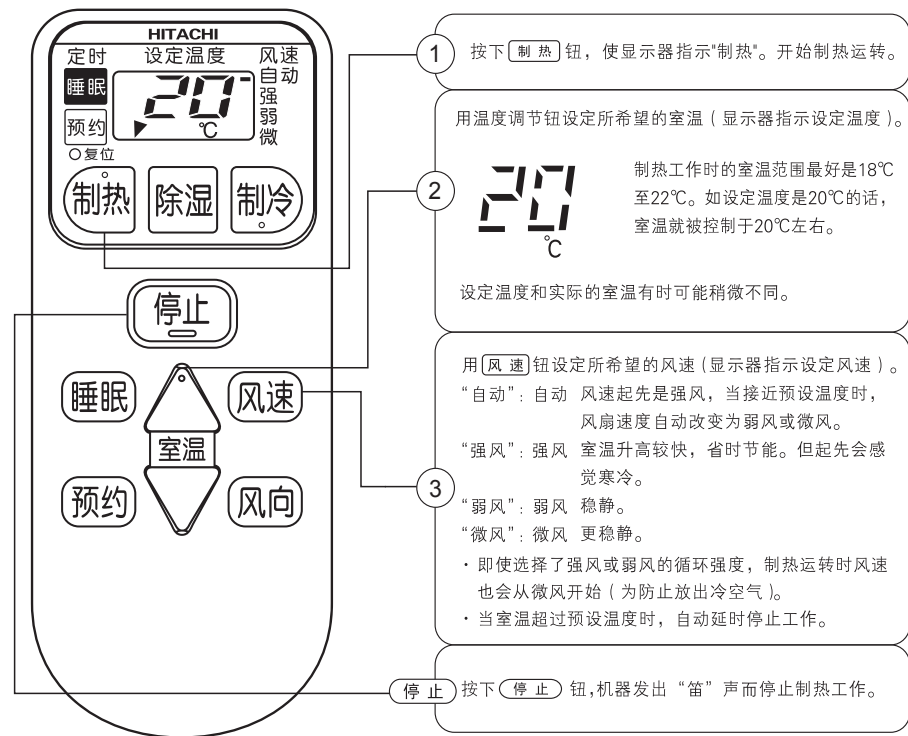 HITACHI
定时 设定温度 风速
自动
睡眠
20
强
弱
预约
℃
微
复位
制热 除湿 制冷
停止
睡眠 风速
室温
预约 风向
1 按下 制热 钮，使显示器指示"制热"。开始制热运转。
2 用温度调节钮设定所希望的室温（显示器指示设定温度）。
20
℃
制热工作时的室温范围最好是18℃
至22℃。如设定温度是20℃的话，
室温就被控制于20℃左右。
设定温度和实际的室温有时可能稍微不同。
3 用 风速 钮设定所希望的风速（显示器指示设定风速）。
“自动”：自动 风速起先是强风，当接近预设温度时，
风扇速度自动改变为弱风或微风。
“强风”：强风 室温升高较快，省时节能。但起先会感
觉寒冷。
“弱风”：弱风 稳静。
“微风”：微风 更稳静。
·即使选择了强风或弱风的循环强度，制热运转时风速
也会从微风开始（为防止放出冷空气）。
·当室温超过预设温度时，自动延时停止工作。
停止 按下 停止 钮,机器发出“笛”声而停止制热工作。